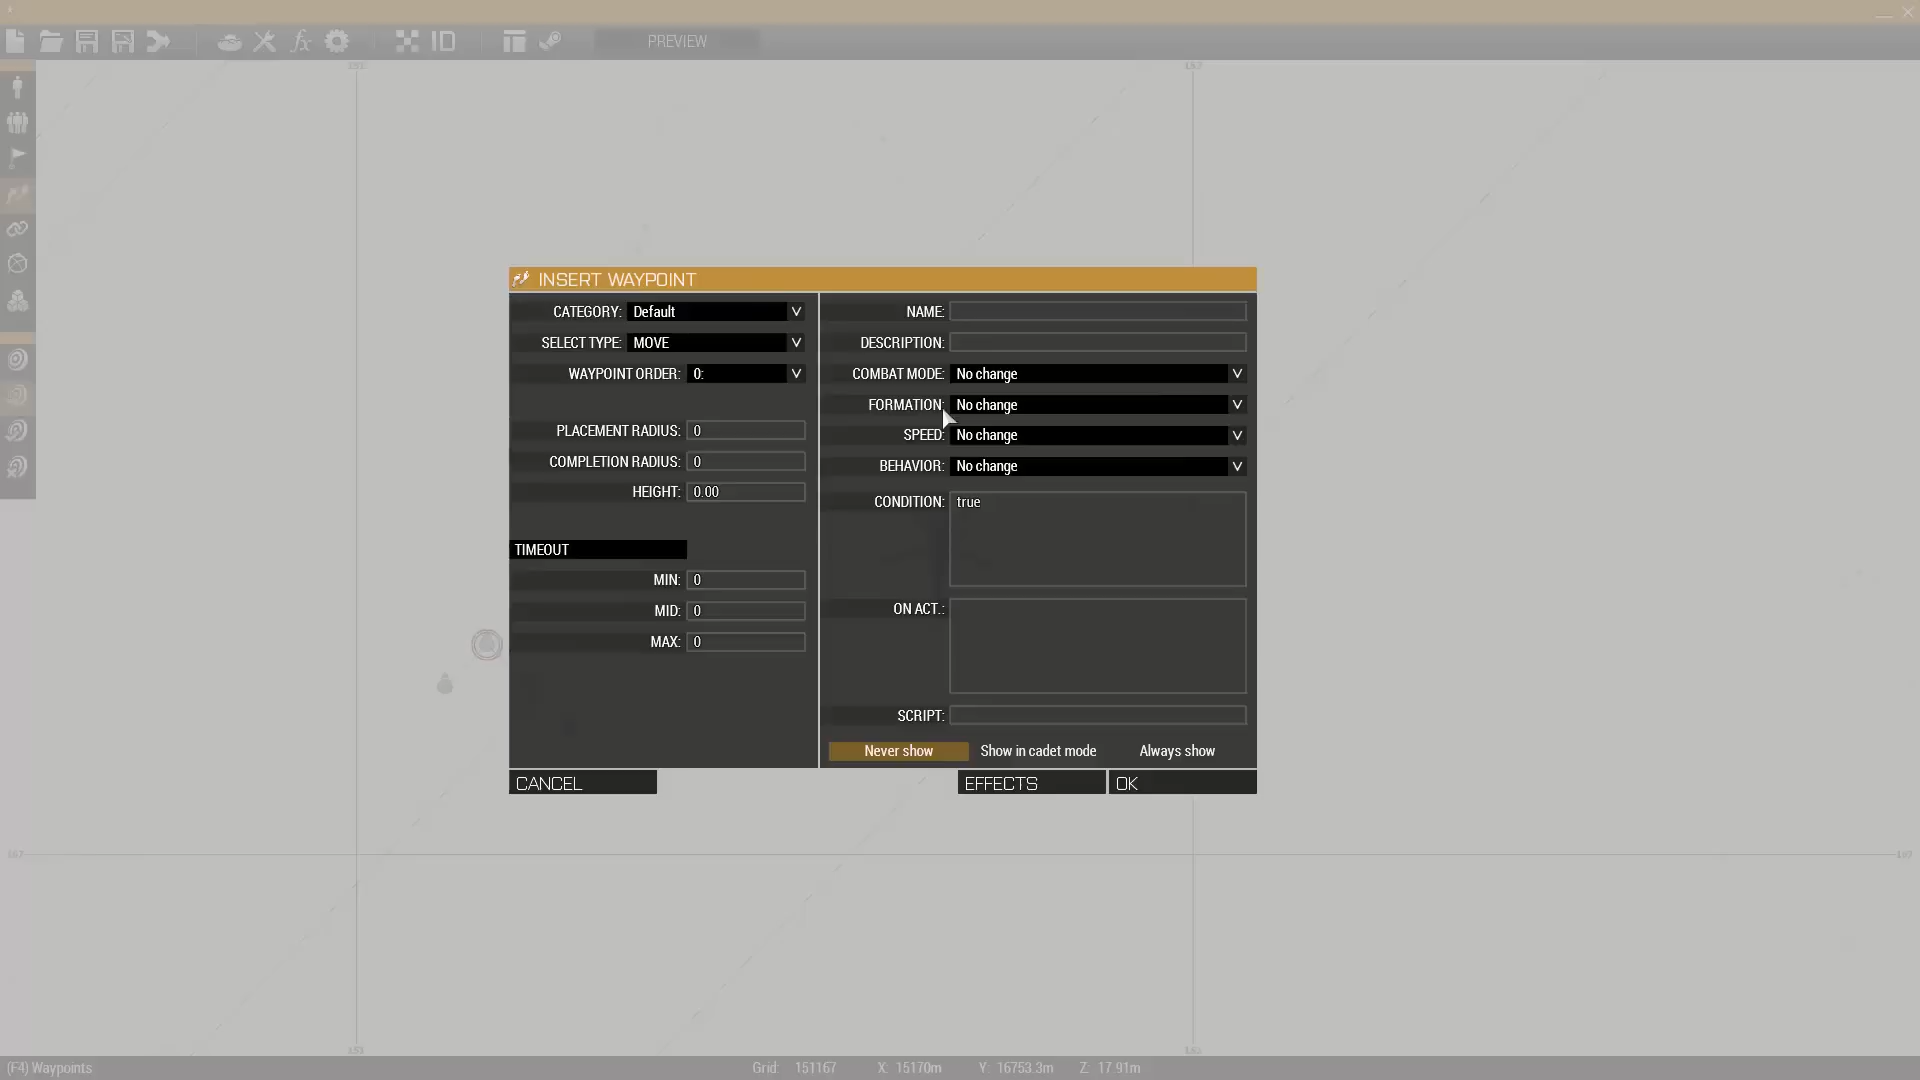 ID
PREVIEW
INSERT WAYPOINT
CATEGORY: Default
SELECT TYPE: MOVE
WAYPOINT ORDER: 0:
PLACEMENT RADIUS: 0
COMPLETION RADIUS: 0
HEIGHT: 0.00
TIMEOUT
MIN: 0
MID: 0
MAX: 0
NAME:
DESCRIPTION:
COMBAT MODE: No change
FORMATION: No change
SPEED: No change
BEHAVIOR: No change
CONDITION: true
ON ACT.:
SCRIPT:
Never show Show in cadet mode Always show
CANCEL EFFECTS OK
167 167
(F4) Waypoints Grid: 151167 X: 15170m Y: 16753.3m Z: 17.91m